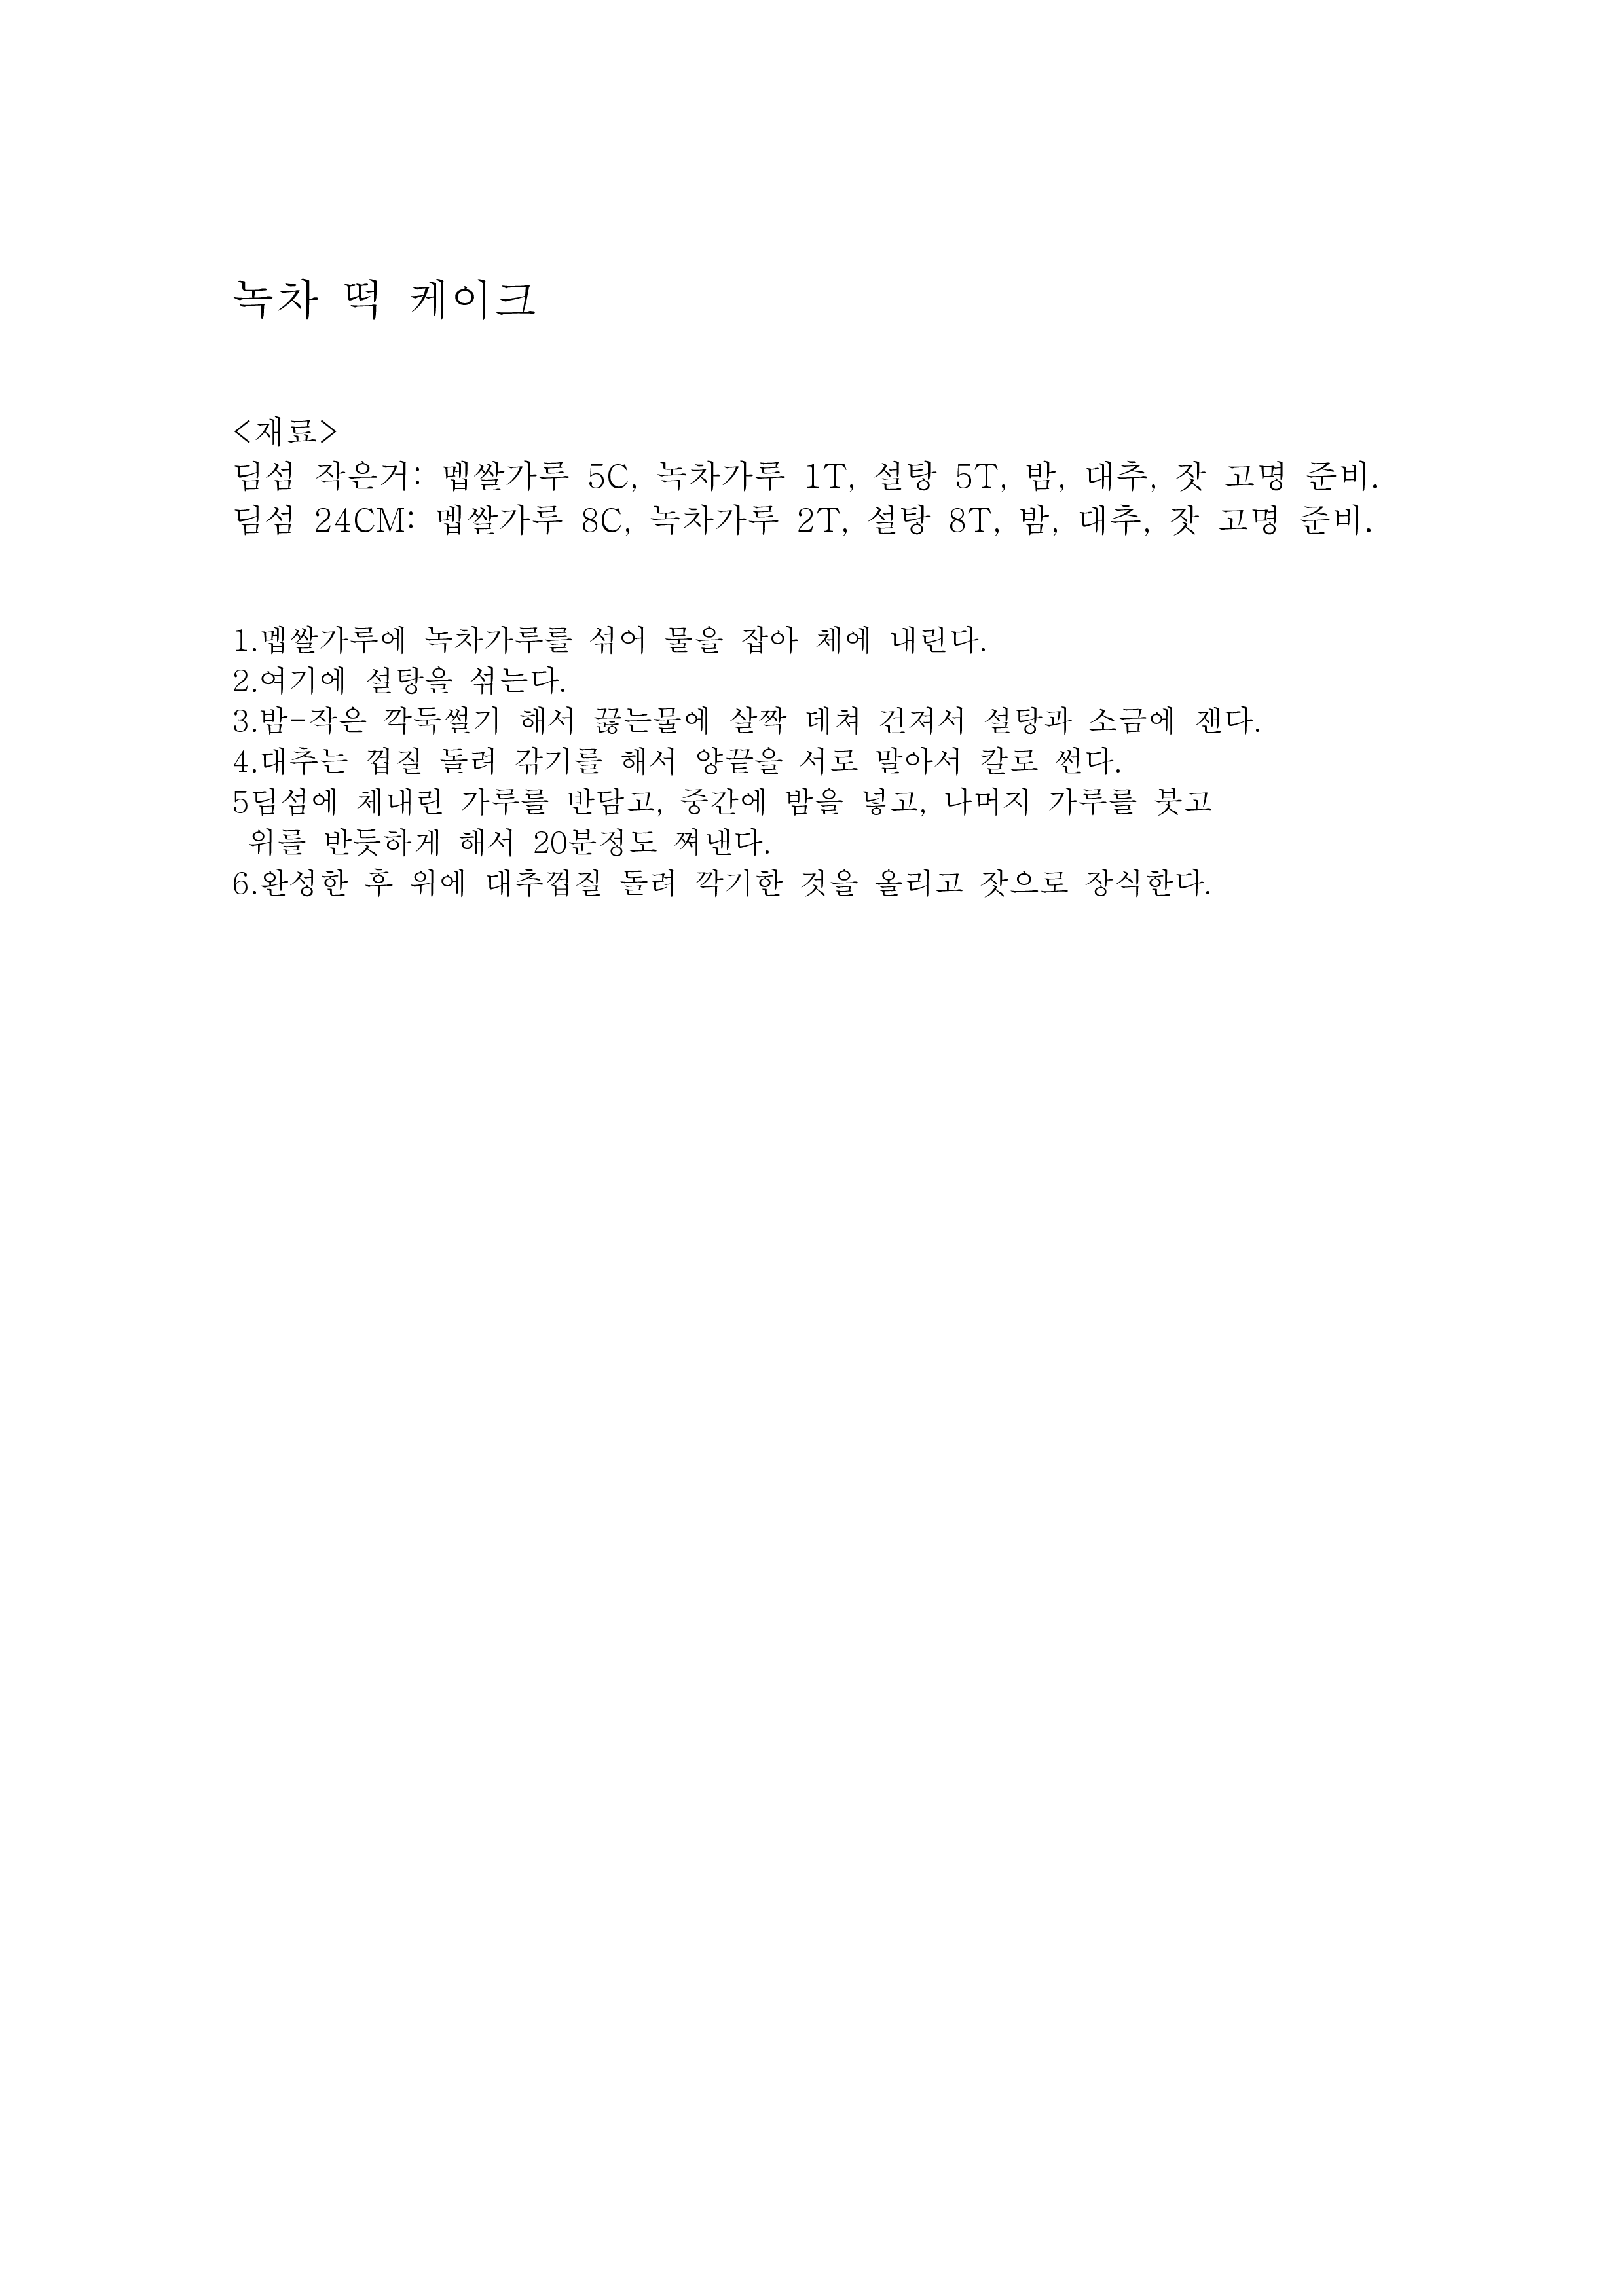 녹차 떡 케이크
<재료>
딤섬 작은거: 멥쌀가루 5C, 녹차가루 1T, 설탕 5T, 밤, 대추, 잣 고명 준비.
딤섬 24CM: 멥쌀가루 8C, 녹차가루 2T, 설탕 8T, 밤, 대추, 잣 고명 준비.
1.멥쌀가루에 녹차가루를 섞어 물을 잡아 체에 내린다.
2.여기에 설탕을 섞는다.
3.밤-작은 깍둑썰기 해서 끓는물에 살짝 데쳐 건져서 설탕과 소금에 잰다.
4.대추는 껍질 돌려 깎기를 해서 양끝을 서로 말아서 칼로 썬다.
5딤섬에 체내린 가루를 반담고, 중간에 밤을 넣고, 나머지 가루를 붓고
위를 반듯하게 해서 20분정도 쪄낸다.
6.완성한 후 위에 대추껍질 돌려 깍기한 것을 올리고 잣으로 장식한다.